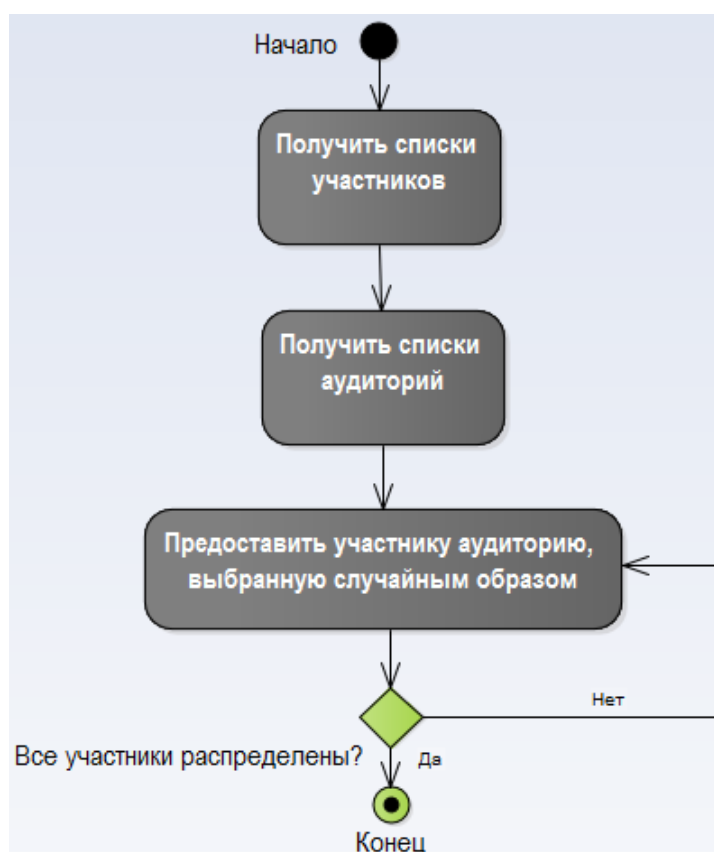 Начало
Получить списки
участников
Получить списки
аудиторий
Предоставить участнику аудиторию,
выбранную случайным образом
Нет
Все участники распределены?
Да
Конец